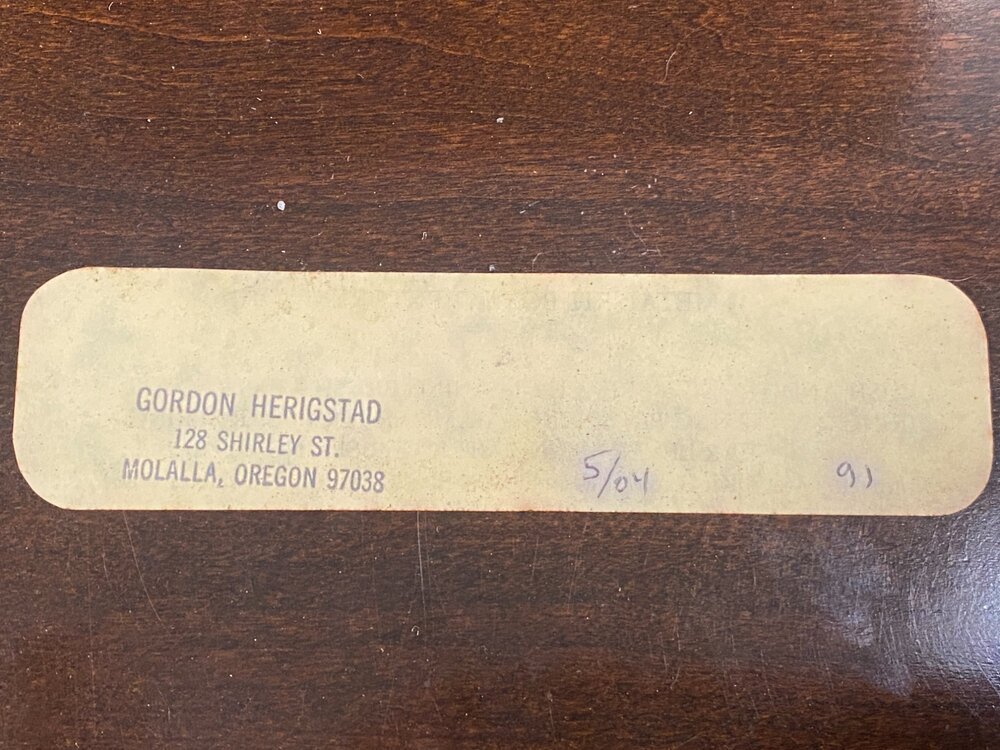 GORDON HERIGSTAD
128 SHIRLEY ST.
MOLALLA, OREGON 97038
5/04 91